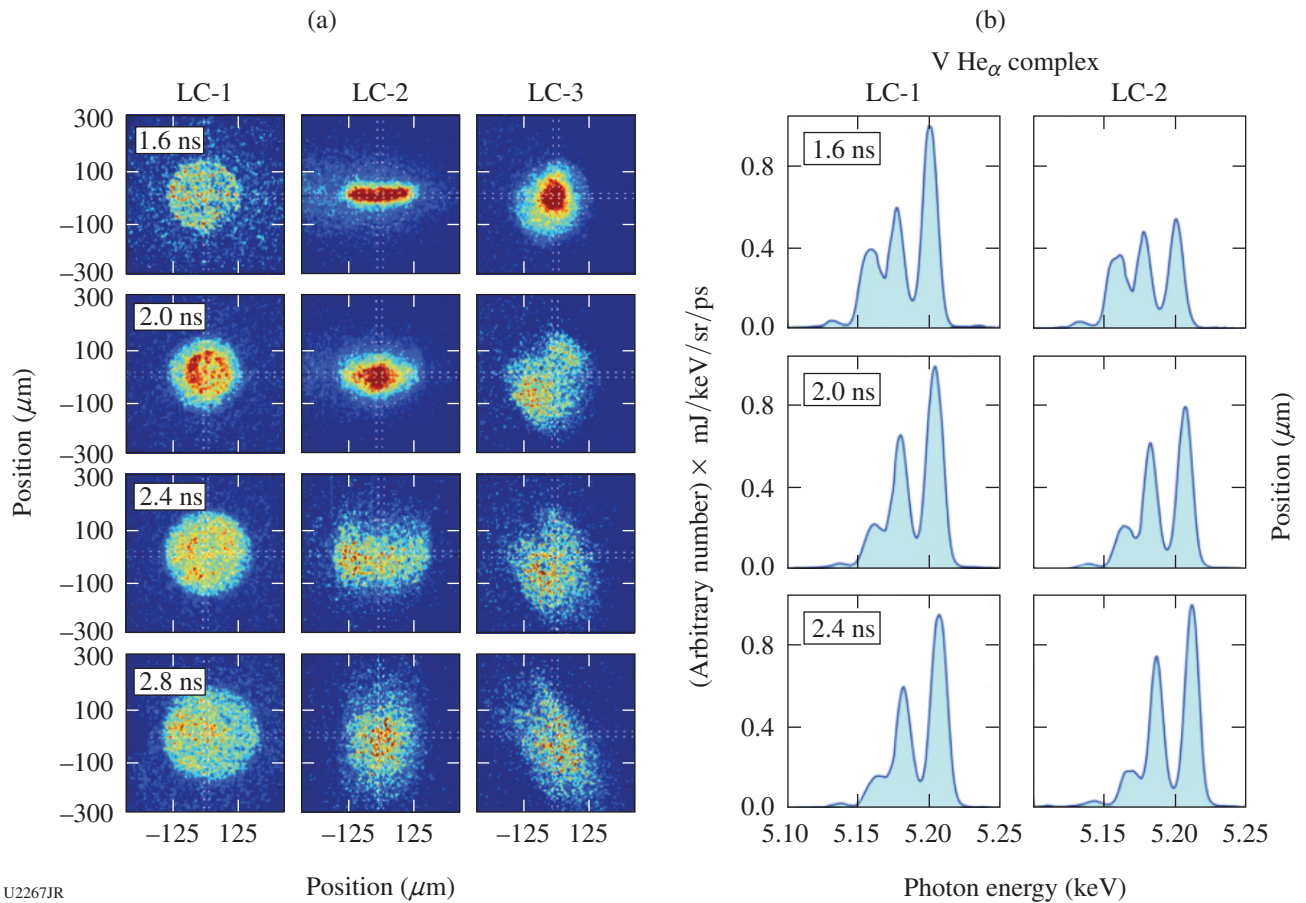 (a)
LC-1 LC-2 LC-3
300
1.6 ns
100
−100
−300
300
2.0 ns
100
−100
−300
300
2.4 ns
100
−100
−300
300
2.8 ns
100
−100
−300
−125 125 −125 125 −125 125
Position (μm)
Position (μm)
U2267JR
(b)
V Heα complex
LC-1 LC-2
1.6 ns
0.8
0.4
0.0
2.0 ns
0.8
0.4
0.0
2.4 ns
0.8
0.4
0.0
5.10 5.15 5.20 5.25 5.15 5.20 5.25
Photon energy (keV)
(Arbitrary number) × mJ/keV/sr/ps
Position (μm)